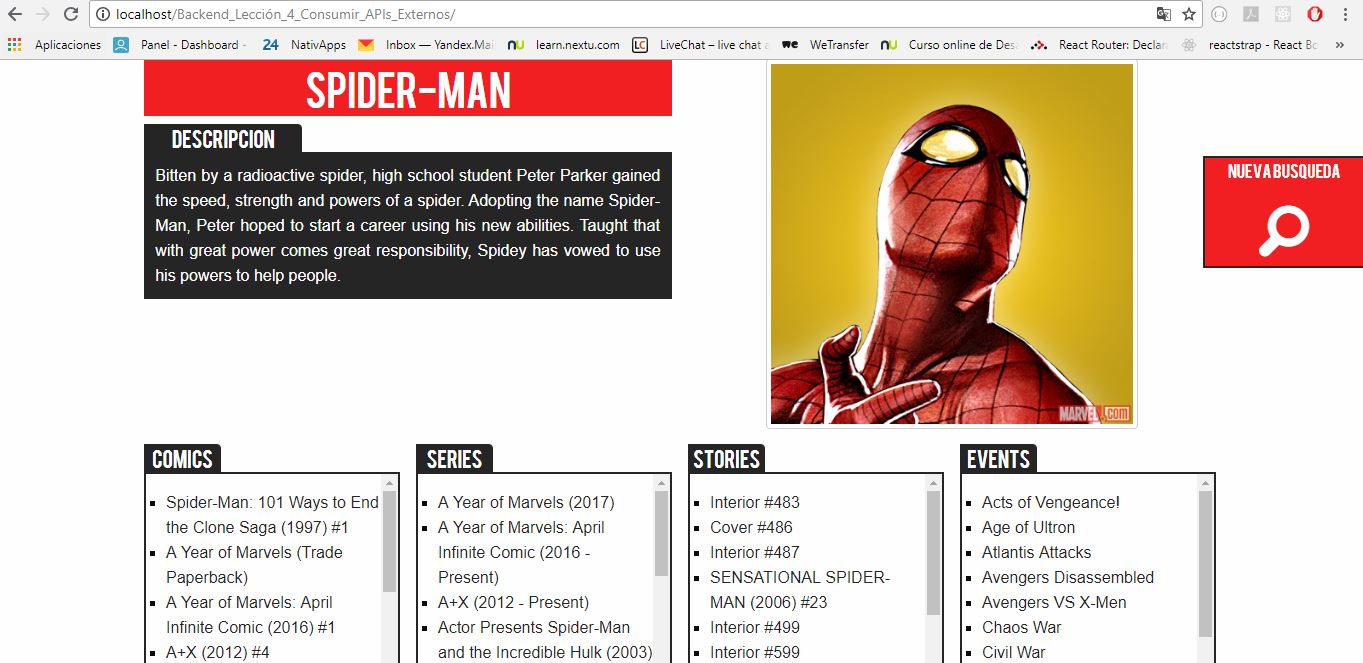 localhost/Backend_Lección_4_Consumir_APIs_Externos/
Aplicaciones Panel - Dashboard - 24 NativApps Inbox — Yandex.Mai nu learn.nextu.com LC LiveChat – live chat a we WeTransfer nu Curso online de Des React Router: Declar reactstrap - React Bo »
SPIDER-MAN
DESCRIPCION
Bitten by a radioactive spider, high school student Peter Parker gained
the speed, strength and powers of a spider. Adopting the name Spider-
Man, Peter hoped to start a career using his new abilities. Taught that
with great power comes great responsibility, Spidey has vowed to use
his powers to help people.
MARVEL.com
NUEVA BUSQUEDA
COMICS
Spider-Man: 101 Ways to End
the Clone Saga (1997) #1
A Year of Marvels (Trade
Paperback)
A Year of Marvels: April
Infinite Comic (2016) #1
A+X (2012) #4
SERIES
A Year of Marvels (2017)
A Year of Marvels: April
Infinite Comic (2016 -
Present)
A+X (2012 - Present)
Actor Presents Spider-Man
and the Incredible Hulk (2003)
STORIES
Interior #483
Cover #486
Interior #487
SENSATIONAL SPIDER-
MAN (2006) #23
Interior #499
Interior #599
EVENTS
Acts of Vengeance!
Age of Ultron
Atlantis Attacks
Avengers Disassembled
Avengers VS X-Men
Chaos War
Civil War